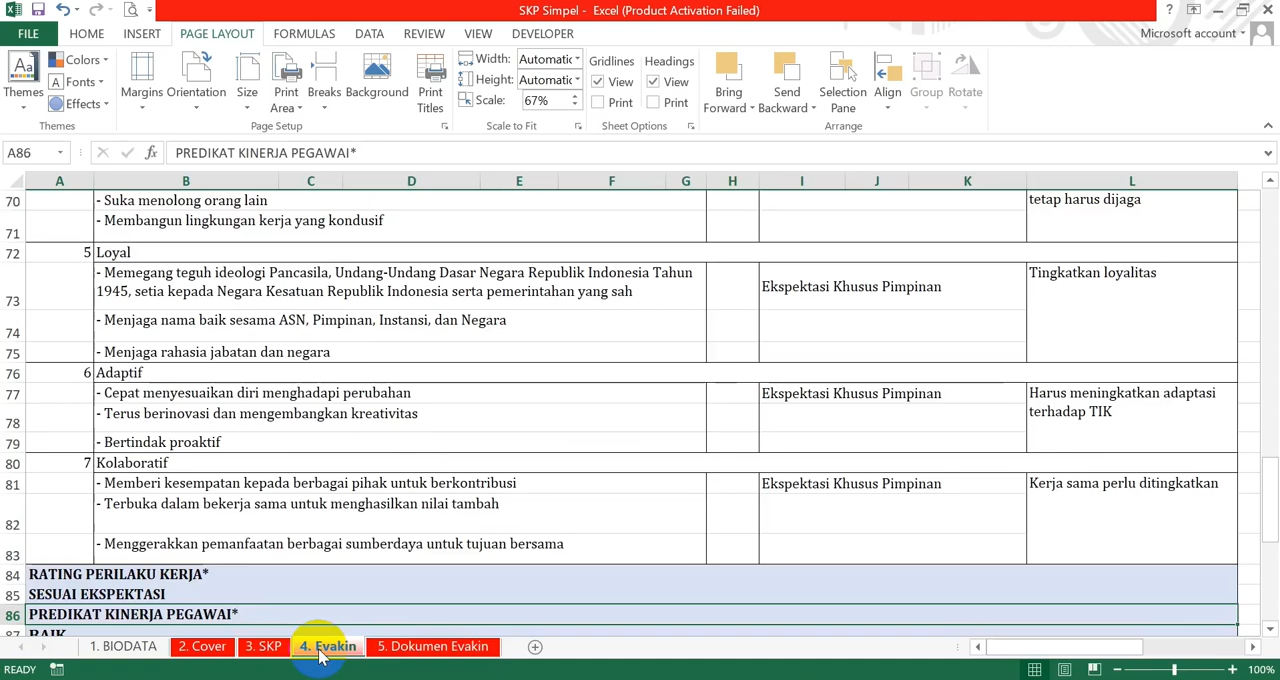 SKP Simpel - Excel (Product Activation Failed)
?
FILE HOME INSERT PAGE LAYOUT FORMULAS DATA REVIEW VIEW DEVELOPER Microsoft account
Aa Colors Width: Automatic Gridlines Headings
A Fonts Height: Automatic View View
Themes Effects Margins Orientation Size Print Area Breaks Background Print Titles Scale: 67% Print Print Bring Forward Send Backward Selection Pane Align Group Rotate
Themes Page Setup Scale to Fit Sheet Options Arrange
A86 fx PREDIKAT KINERJA PEGAWAI*
A B C D E F G H I J K L
70 - Suka menolong orang lain tetap harus dijaga
71 - Membangun lingkungan kerja yang kondusif
72 5 Loyal
73 - Memegang teguh ideologi Pancasila, Undang-Undang Dasar Negara Republik Indonesia Tahun Ekspektasi Khusus Pimpinan Tingkatkan loyalitas
1945, setia kepada Negara Kesatuan Republik Indonesia serta pemerintahan yang sah
74 - Menjaga nama baik sesama ASN, Pimpinan, Instansi, dan Negara
75 - Menjaga rahasia jabatan dan negara
76 6 Adaptif
77 - Cepat menyesuaikan diri menghadapi perubahan Ekspektasi Khusus Pimpinan Harus meningkatkan adaptasi
78 - Terus berinovasi dan mengembangkan kreativitas terhadap TIK
79 - Bertindak proaktif
80 7 Kolaboratif
81 - Memberi kesempatan kepada berbagai pihak untuk berkontribusi Ekspektasi Khusus Pimpinan Kerja sama perlu ditingkatkan
82 - Terbuka dalam bekerja sama untuk menghasilkan nilai tambah
83 - Menggerakkan pemanfaatan berbagai sumberdaya untuk tujuan bersama
84 RATING PERILAKU KERJA*
85 SESUAI EKSPEKTASI
86 PREDIKAT KINERJA PEGAWAI*
87 BAIK
1. BIODATA 2. Cover 3. SKP 4. Evakin 5. Dokumen Evakin
READY 100%